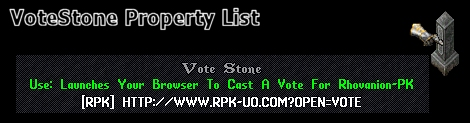 VoteStone Property List
Vote Stone
Use: Launches Your Browser To Cast A Vote For Rhovanion-PK
[RPK] HTTP://WWW.RPK-UO.COM?OPEN=VOTE